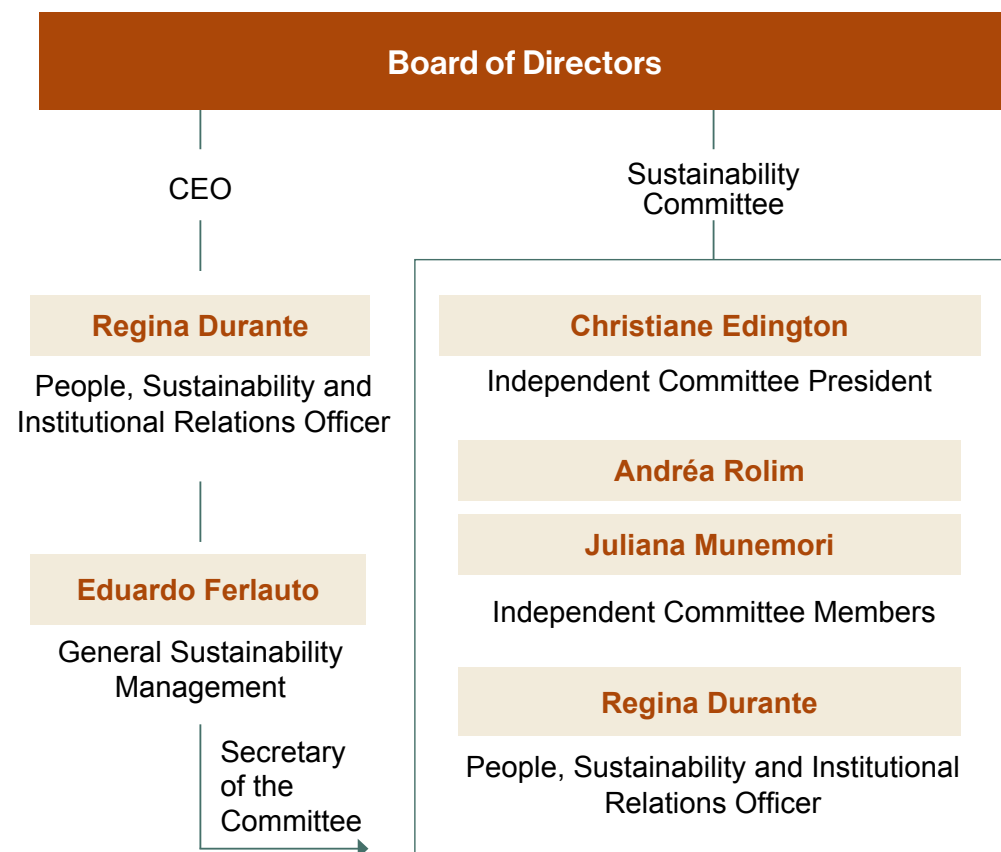 Board of Directors
CEO
Regina Durante
People, Sustainability and
Institutional Relations Officer
Eduardo Ferlauto
General Sustainability
Management
Secretary
of the
Committee
Sustainability
Committee
Christiane Edington
Independent Committee President
Andréa Rolim
Juliana Munemori
Independent Committee Members
Regina Durante
People, Sustainability and Institutional
Relations Officer